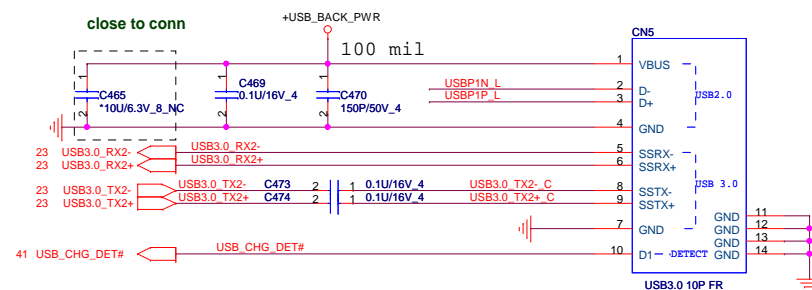 close to conn
+USB_BACK_PWR
CN5
100 mil
1
VBUS
1
C465
*10U/6.3V_8_NC
2
1
C469
0.1U/16V_4
2
1
C470
150P/50V_4
2
USBP1N_L
2
D-
USB2.0
USBP1P_L
3
D+
4
GND
23 USB3.0_RX2- USB3.0_RX2- 5 SSRX-
23 USB3.0_RX2+ USB3.0_RX2+ 6 SSRX+
USB 3.0
23 USB3.0_TX2- USB3.0_TX2- C473 2 1 0.1U/16V_4 USB3.0_TX2-_C 8 SSTX-
23 USB3.0_TX2+ USB3.0_TX2+ C474 2 1 0.1U/16V_4 USB3.0_TX2+_C 9 SSTX+
7 GND
GND 11
GND 12
GND 13
41 USB_CHG_DET# USB_CHG_DET# 10 D1 DETECT GND 14
USB3.0 10P FR